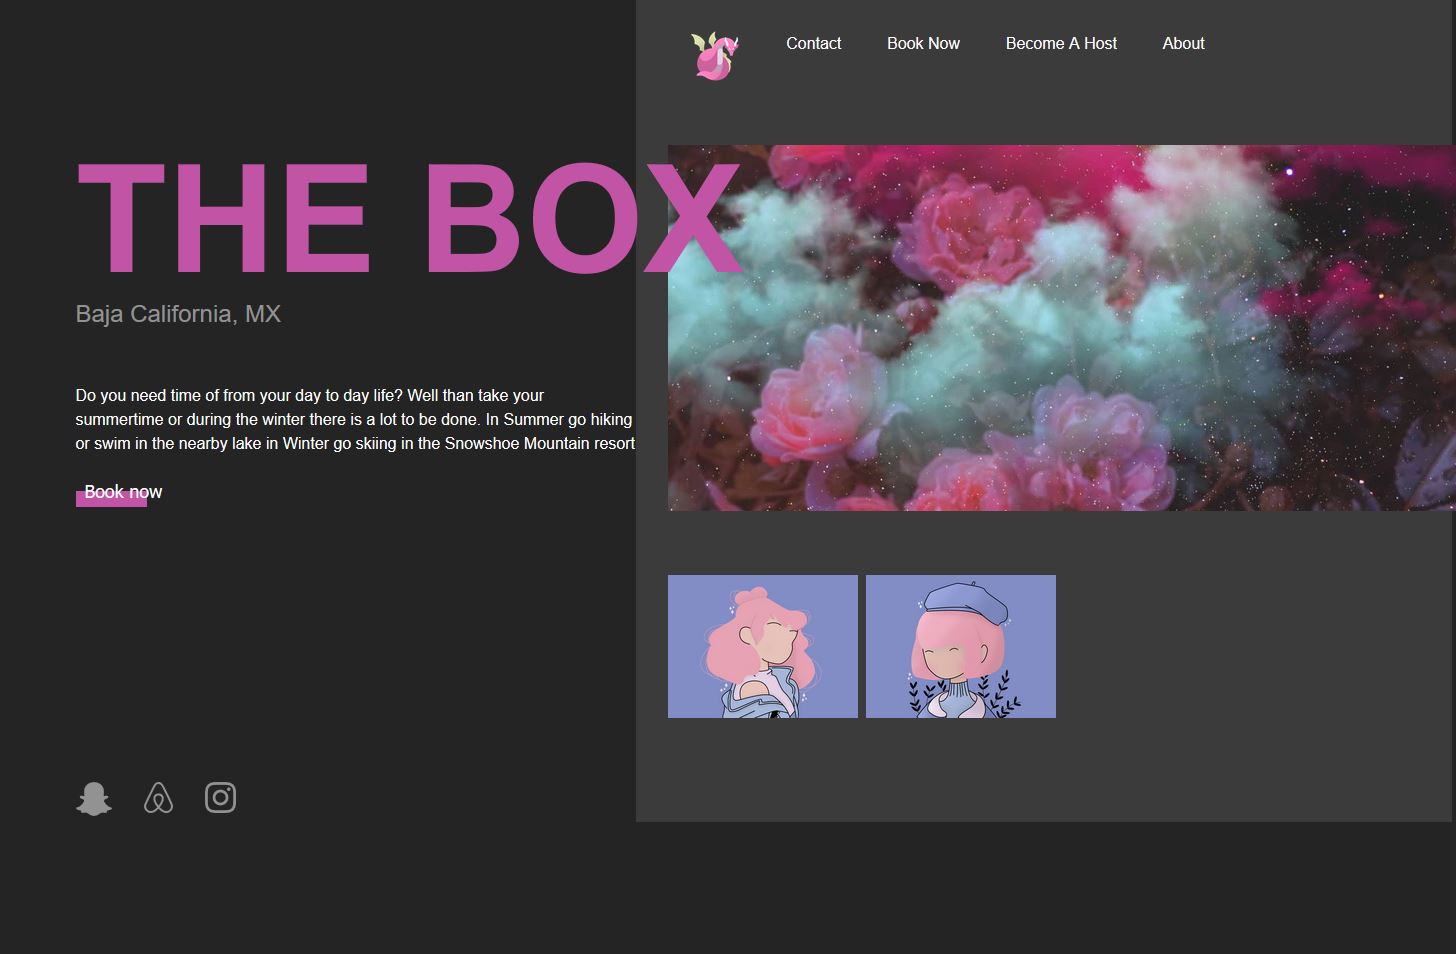 Contact Book Now Become A Host About
THE BOX
Baja California, MX
Do you need time of from your day to day life? Well than take your
summertime or during the winter there is a lot to be done. In Summer go hiking
or swim in the nearby lake in Winter go skiing in the Snowshoe Mountain resort
Book now